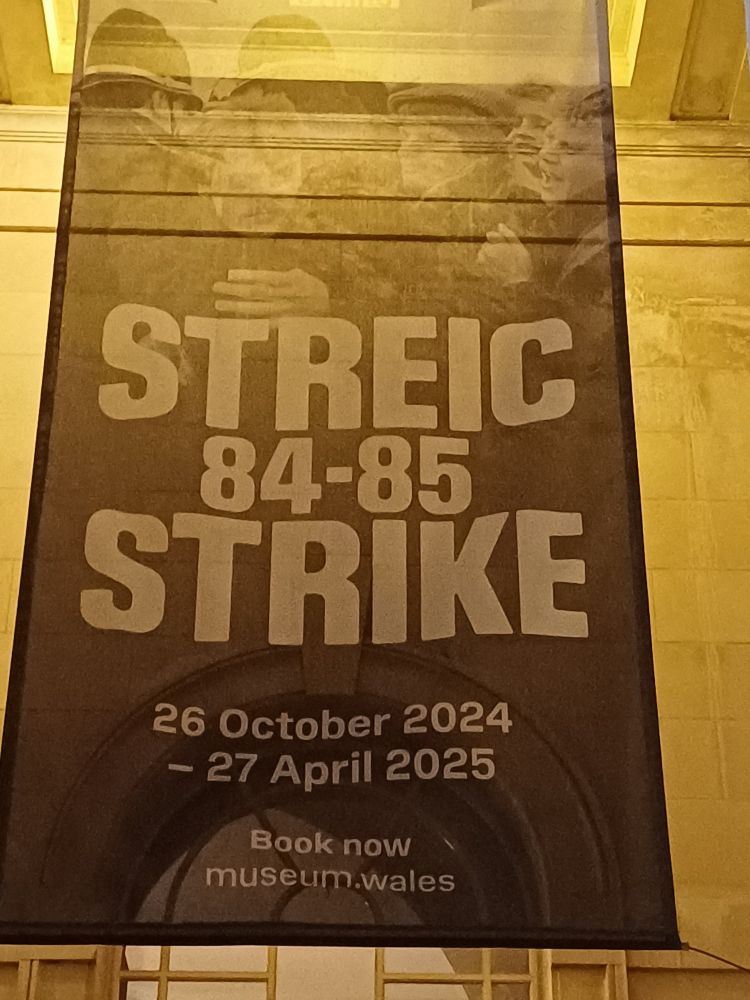 STREIC
84-85
STRIKE
26 October 2024
– 27 April 2025
Book now
museum.wales